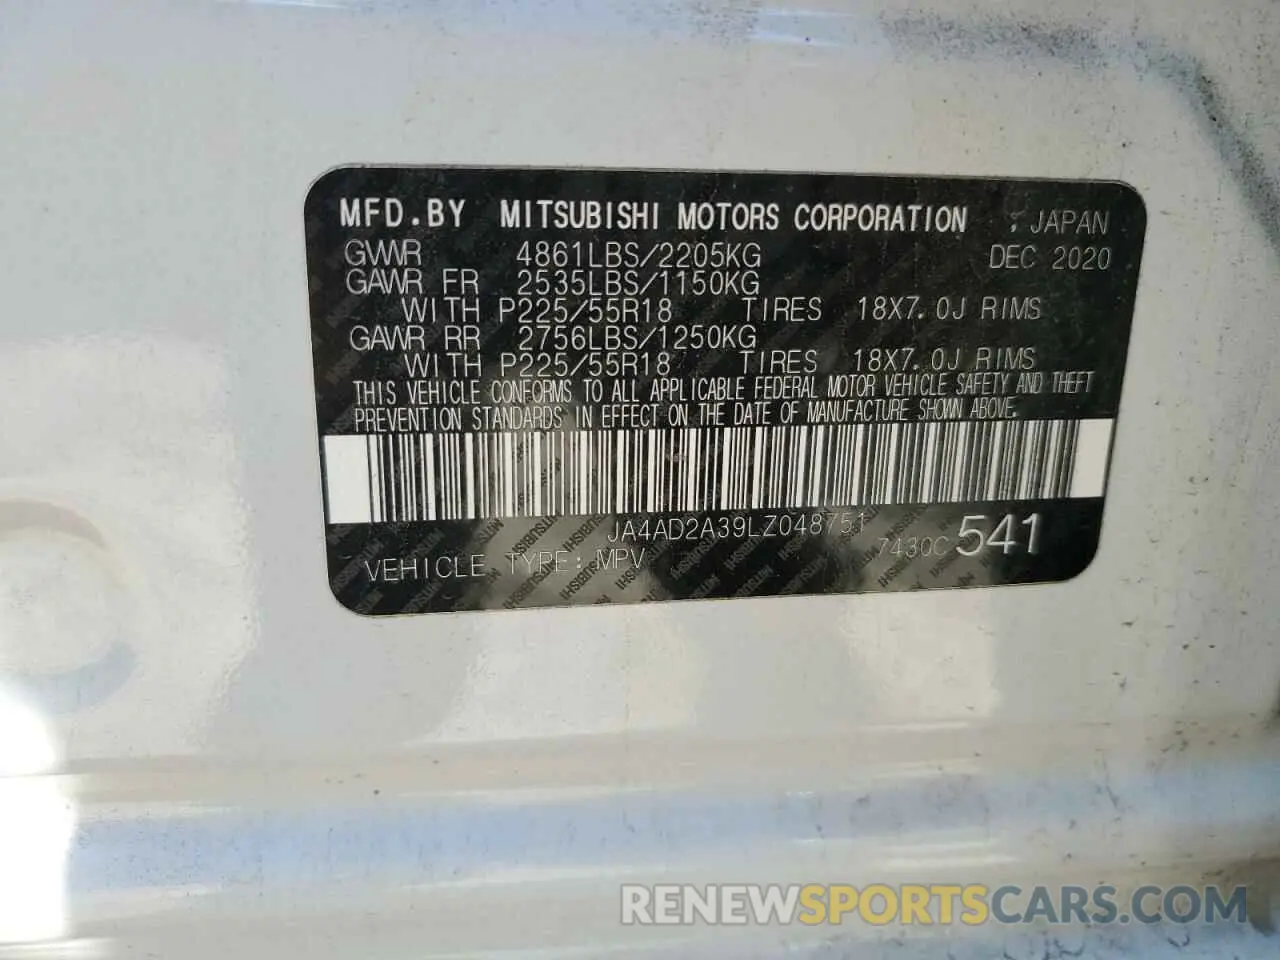 MFD.BY MITSUBISHI MOTORS CORPORATION : JAPAN
GVWR 4861LBS/2205KG DEC 2020
GAWR FR 2535LBS/1150KG
WITH P225/55R18 TIRES 18X7.0J RIMS
GAWR RR 2756LBS/1250KG
WITH P225/55R18 TIRES 18X7.0J RIMS
THIS VEHICLE CONFORMS TO ALL APPLICABLE FEDERAL MOTOR VEHICLE SAFETY AND THEFT
PREVENTION STANDARDS IN EFFECT ON THE DATE OF MANUFACTURE SHOWN ABOVE.
JA4AD2A39LZ048751
7430C 541
VEHICLE TYPE: MPV
RENEWSPORTSCARS.COM